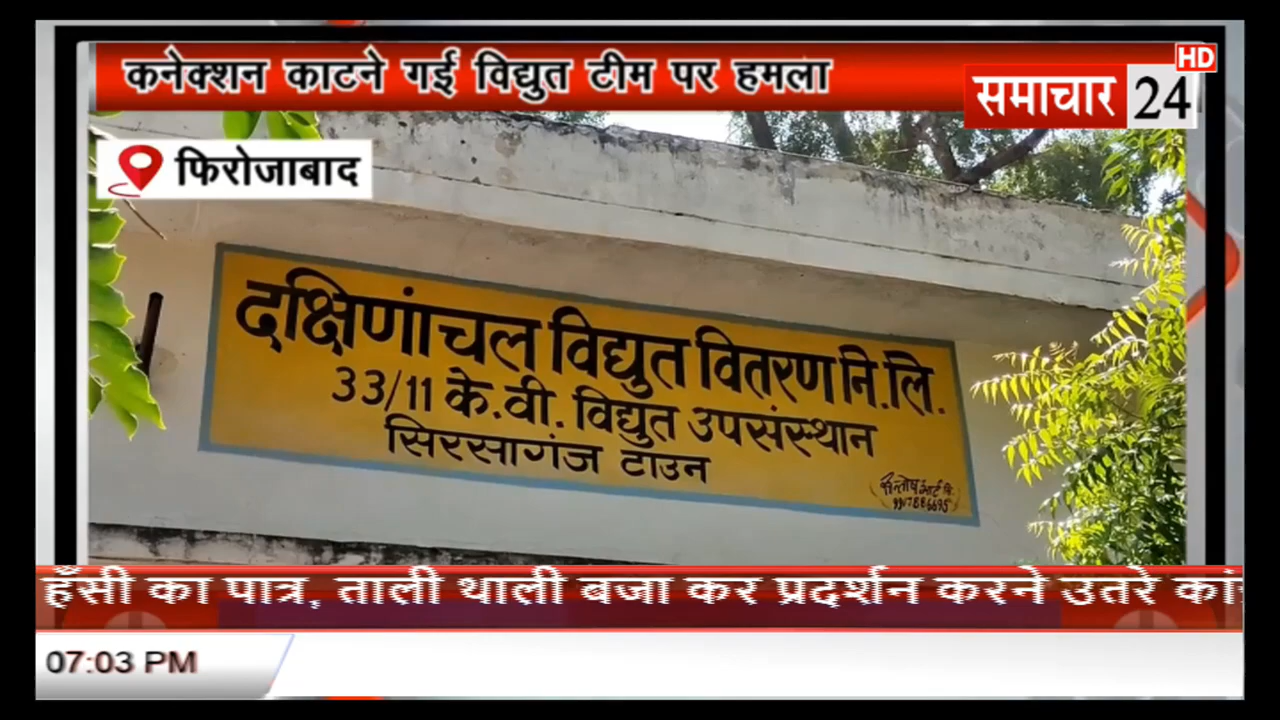 कनेक्शन काटने गई विद्युत टीम पर हमला
HD
समाचार 24
फिरोजाबाद
दक्षिणांचल विद्युत वितरण नि.लि.
33/11 के.वी. विद्युत उपसंस्थान
सिरसागंज टाउन
हँसी का पात्र, ताली थाली बजा कर प्रदर्शन करने उतरे
07:03 PM